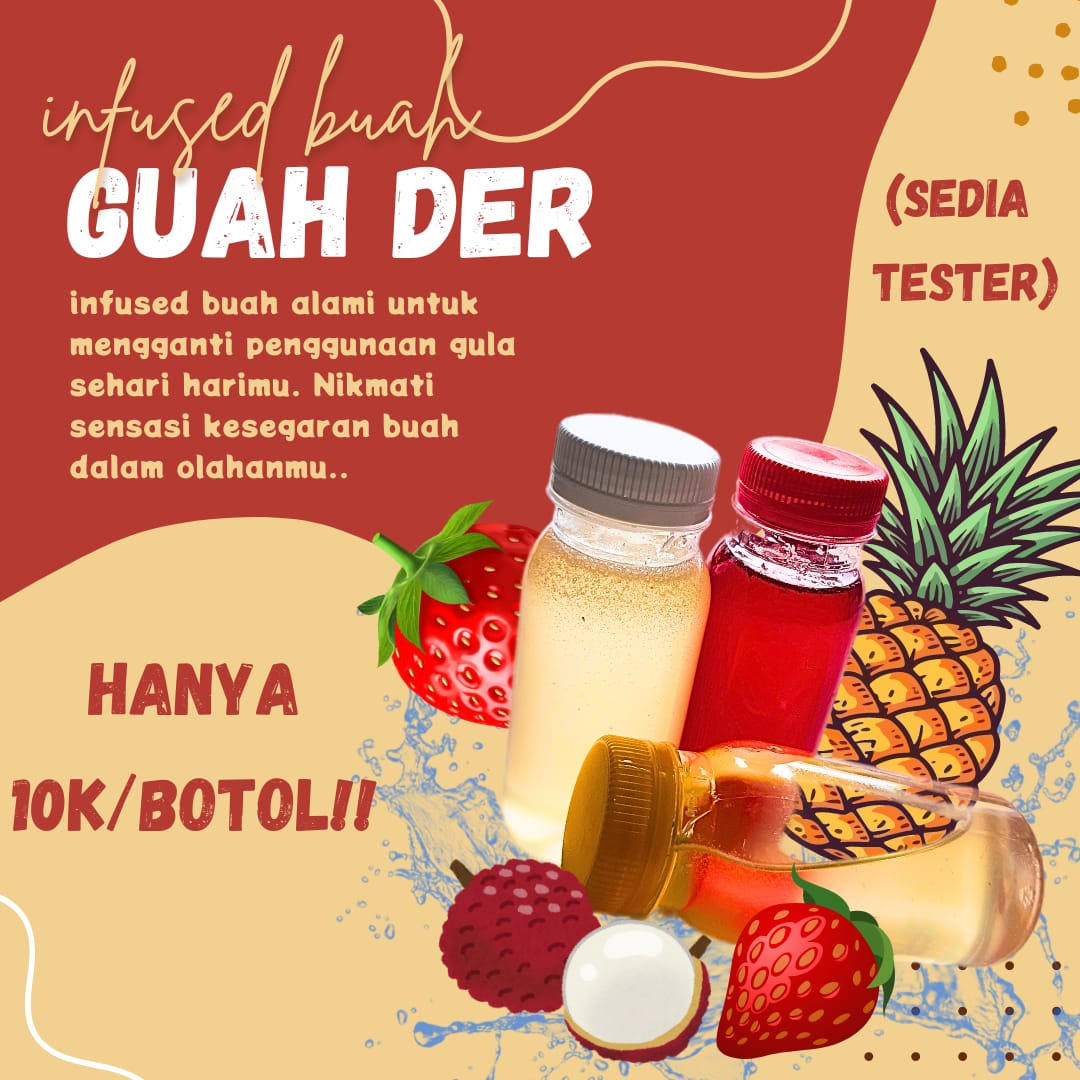 infused buah
GUAH DER
infused buah alami untuk
mengganti penggunaan gula
sehari harimu. Nikmati
sensasi kesegaran buah
dalam olahanmu..
(SEDIA
TESTER)
HANYA
10K/BOTOL!!